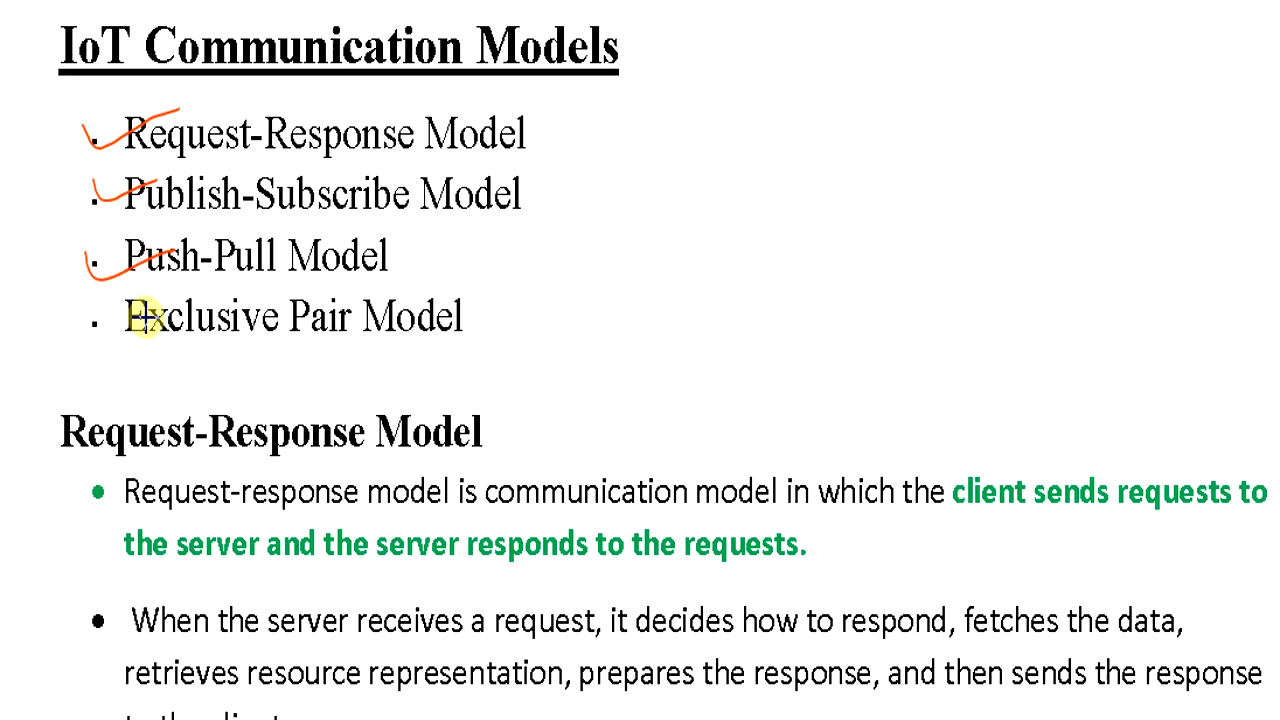 IoT Communication Models
Request-Response Model
Publish-Subscribe Model
Push-Pull Model
Exclusive Pair Model
Request-Response Model
Request-response model is communication model in which the client sends requests to
the server and the server responds to the requests.
When the server receives a request, it decides how to respond, fetches the data,
retrieves resource representation, prepares the response, and then sends the response